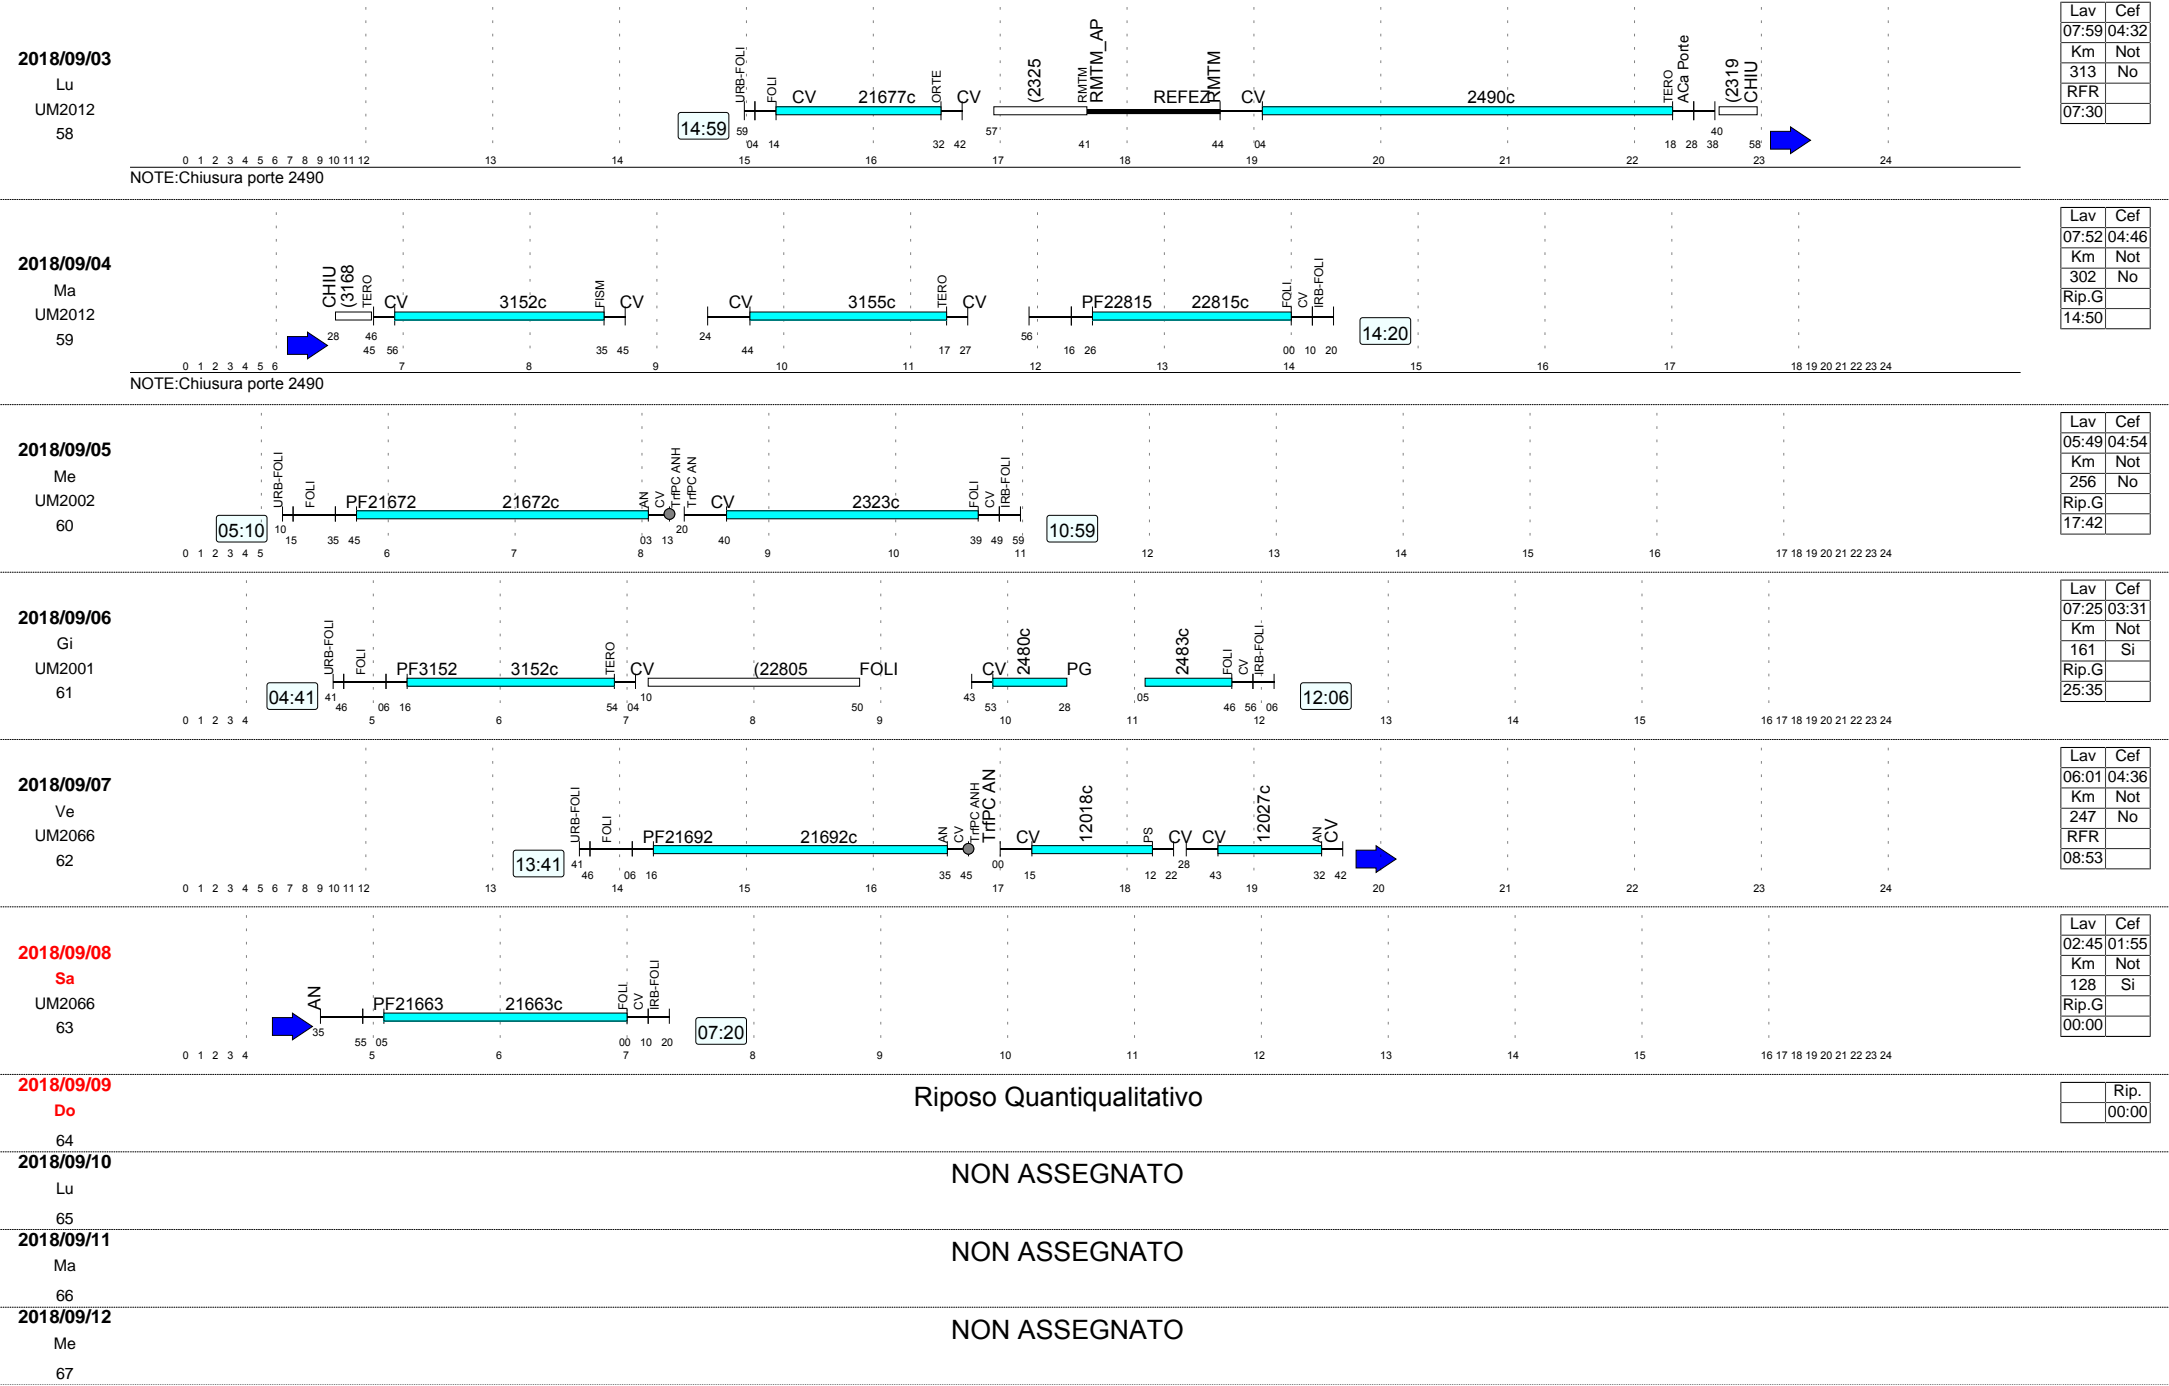 2018/09/03
Lu
UM2012
58
14:59
URB-FOLI FOLI CV 21677c ORTE CV (2325 RMTM RMTM_AP REFEZ RMTM CV 2490c TERO ACa Porte (2319 CHIU
59 04 14 32 42 57 41 44 04 18 28 38 40 58
0 1 2 3 4 5 6 7 8 9 10 11 12 13 14 15 16 17 18 19 20 21 22 23 24
NOTE:Chiusura porte 2490
Lav Cef
07:59 04:32
Km Not
313 No
RFR
07:30
2018/09/04
Ma
UM2012
59
CHIU (3168 TERO CV 3152c FISM CV CV 3155c TERO CV PF22815 22815c FOLI CV IRB-FOLI
28 46 45 56 35 45 24 44 17 27 56 16 26 00 10 20
14:20
0 1 2 3 4 5 6 7 8 9 10 11 12 13 14 15 16 17 18 19 20 21 22 23 24
NOTE:Chiusura porte 2490
Lav Cef
07:52 04:46
Km Not
302 No
Rip.G
14:50
2018/09/05
Me
UM2002
60
05:10
URB-FOLI FOLI PF21672 21672c AN CV TrfPC ANH TrfPC AN CV 2323c FOLI CV IRB-FOLI
10 15 35 45 03 13 20 40 39 49 59
10:59
0 1 2 3 4 5 6 7 8 9 10 11 12 13 14 15 16 17 18 19 20 21 22 23 24
Lav Cef
05:49 04:54
Km Not
256 No
Rip.G
17:42
2018/09/06
Gi
UM2001
61
04:41
URB-FOLI FOLI PF3152 3152c TERO CV (22805 FOLI CV 2480c PG 2483c FOLI CV IRB-FOLI
41 46 06 16 54 04 10 50 43 53 28 05 46 56 06
12:06
0 1 2 3 4 5 6 7 8 9 10 11 12 13 14 15 16 17 18 19 20 21 22 23 24
Lav Cef
07:25 03:31
Km Not
161 Si
Rip.G
25:35
2018/09/07
Ve
UM2066
62
13:41
URB-FOLI FOLI PF21692 21692c AN CV TrfPC ANH TrfPC AN CV 12018c PS CV CV 12027c AN CV
41 46 06 16 35 45 00 15 12 22 28 43 32 42
0 1 2 3 4 5 6 7 8 9 10 11 12 13 14 15 16 17 18 19 20 21 22 23 24
Lav Cef
06:01 04:36
Km Not
247 No
RFR
08:53
2018/09/08
Sa
UM2066
63
AN PF21663 21663c FOLI CV IRB-FOLI
35 55 05 00 10 20
07:20
0 1 2 3 4 5 6 7 8 9 10 11 12 13 14 15 16 17 18 19 20 21 22 23 24
Lav Cef
02:45 01:55
Km Not
128 Si
Rip.G
00:00
2018/09/09
Do
64
Riposo Quantiqualitativo
Rip.
00:00
2018/09/10
Lu
65
NON ASSEGNATO
2018/09/11
Ma
66
NON ASSEGNATO
2018/09/12
Me
67
NON ASSEGNATO